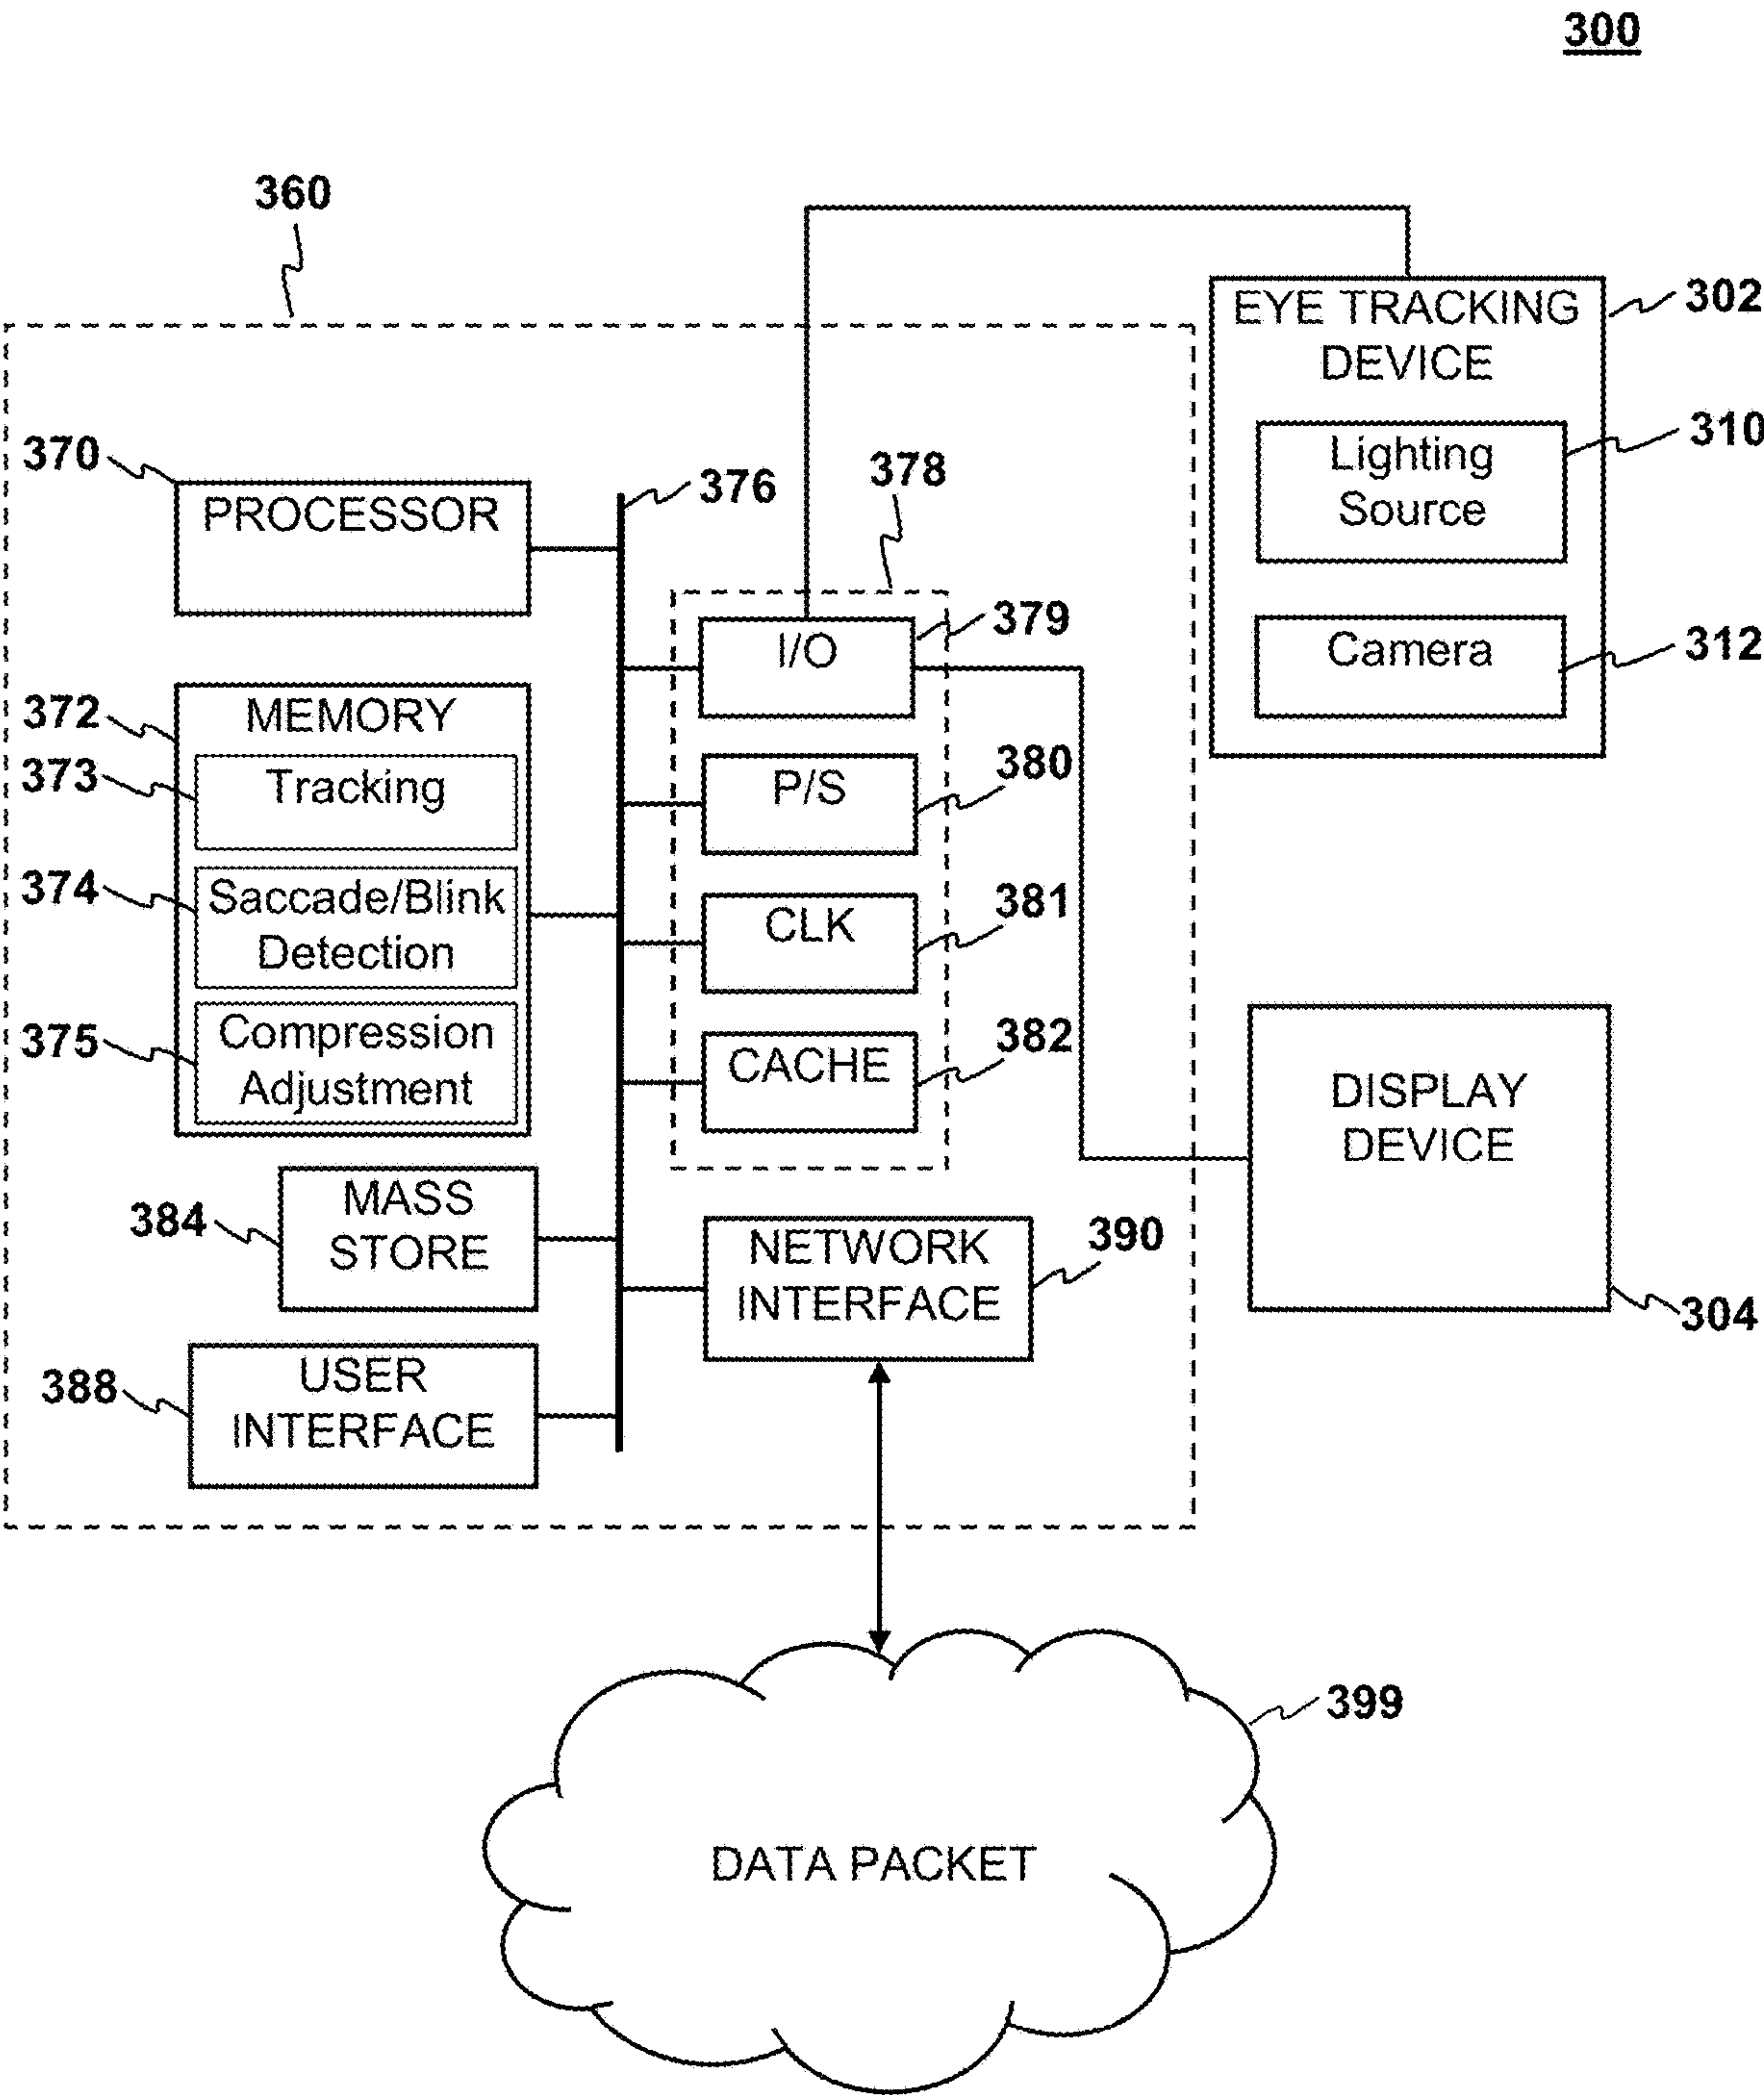 300
360
EYE TRACKING
DEVICE
302
Lighting
Source
310
Camera
312
370
PROCESSOR
376
378
I/O
379
372
MEMORY
373
Tracking
374
Saccade/Blink
Detection
375
Compression
Adjustment
P/S
380
CLK
381
CACHE
382
DISPLAY
DEVICE
304
384
MASS
STORE
NETWORK
INTERFACE
390
388
USER
INTERFACE
399
DATA PACKET